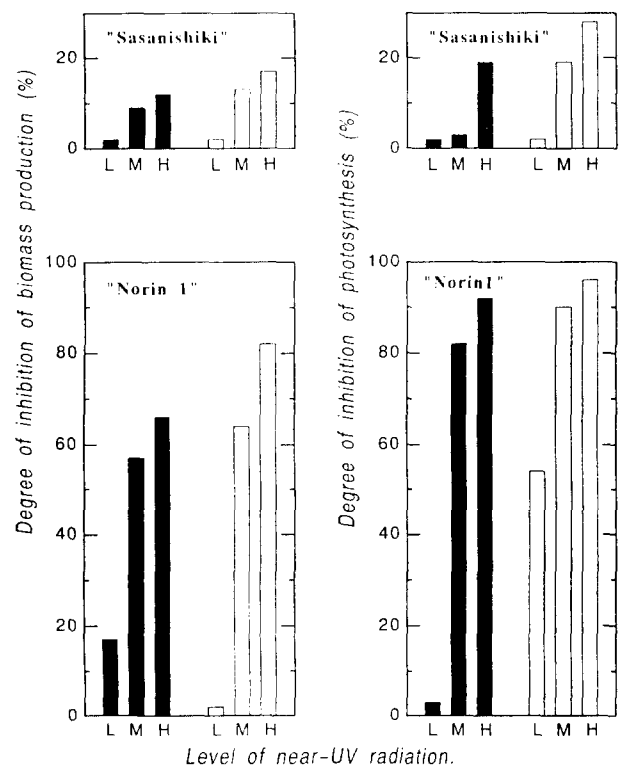 Degree of inhibition of biomass production (%)
"Sasanishiki"
20
0
L M H L M H
"Norin 1"
100
80
60
40
20
0
L M H L M H
Degree of inhibition of photosynthesis (%)
"Sasanishiki"
20
0
L M H L M H
"Norin1"
100
80
60
40
20
0
L M H L M H
Level of near-UV radiation.